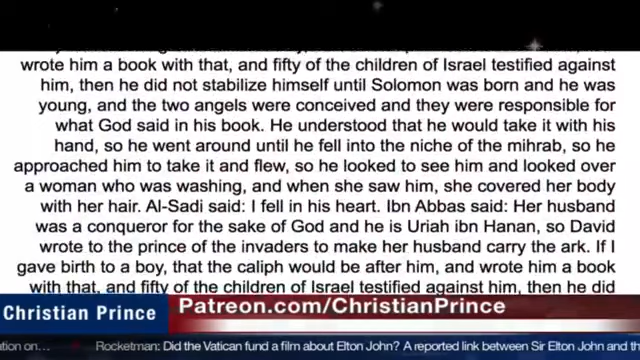 wrote him a book with that, and fifty of the children of Israel testified against
him, then he did not stabilize himself until Solomon was born and he was
young, and the two angels were conceived and they were responsible for
what God said in his book. He understood that he would take it with his
hand, so he went around until he fell into the niche of the mihrab, so he
approached him to take it and flew, so he looked to see him and looked over
a woman who was washing, and when she saw him, she covered her body
with her hair. Al-Sadi said: I fell in his heart. Ibn Abbas said: Her husband
was a conqueror for the sake of God and he is Uriah ibn Hanan, so David
wrote to the prince of the invaders to make her husband carry the ark. If I
gave birth to a boy, that the caliph would be after him, and wrote him a book
with that, and fifty of the children of Israel testified against him, then he did
Christian Prince
Patreon.com/ChristianPrince
ation on...
Rocketman: Did the Vatican fund a film about Elton John? A reported link between Sir Elton John and th